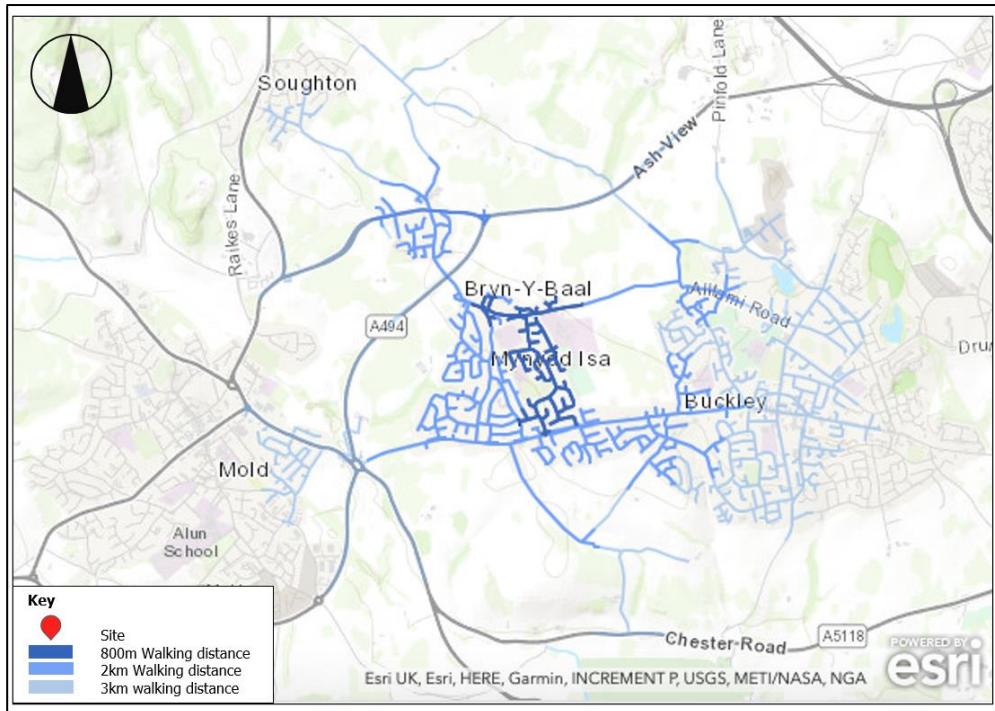 Soughton
Pinfold Lane
Ash-View
Raikes Lane
Bryn-Y-Baal
Alltami Road
A494
Mynydd Isa
Dru
Buckley
Mold
Alun
School
Chester-Road
A5118
Key
Site
800m Walking distance
2km Walking distance
3km walking distance
Esri UK, Esri, HERE, Garmin, INCREMENT P, USGS, METI/NASA, NGA
POWERED BY
esri